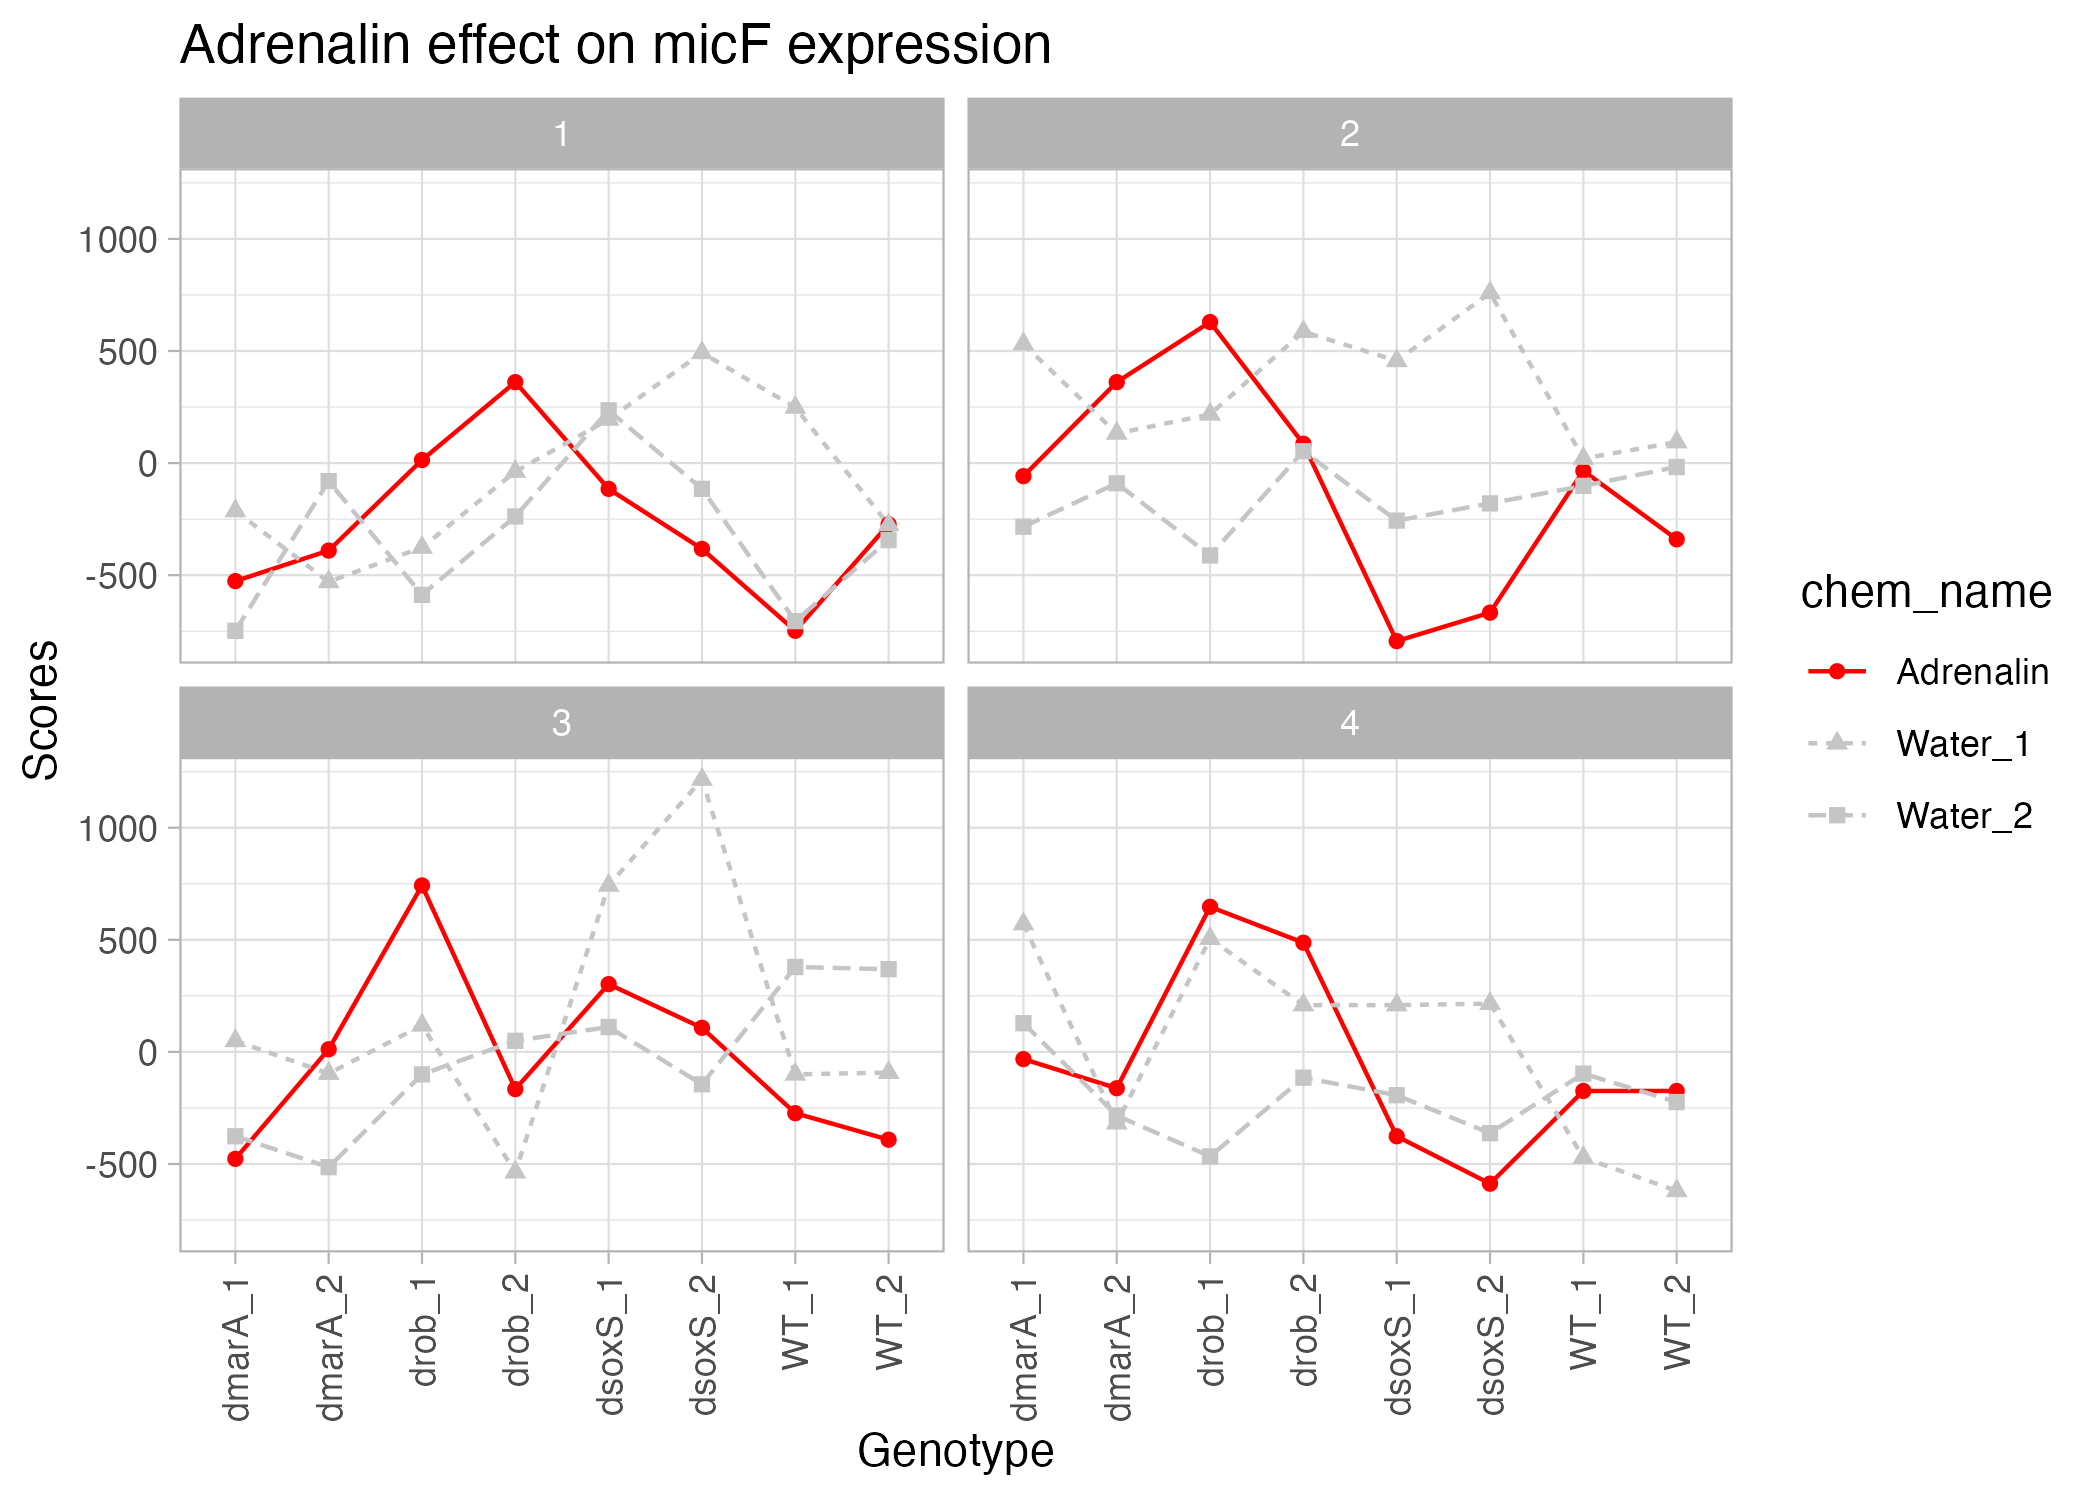 Adrenalin effect on micF expression
1
2
1000
500
0
-500
3
4
1000
500
0
-500
Scores
dmarA_1
dmarA_2
drob_1
drob_2
dsoxS_1
dsoxS_2
WT_1
WT_2
dmarA_1
dmarA_2
drob_1
drob_2
dsoxS_1
dsoxS_2
WT_1
WT_2
Genotype
chem_name
Adrenalin
Water_1
Water_2